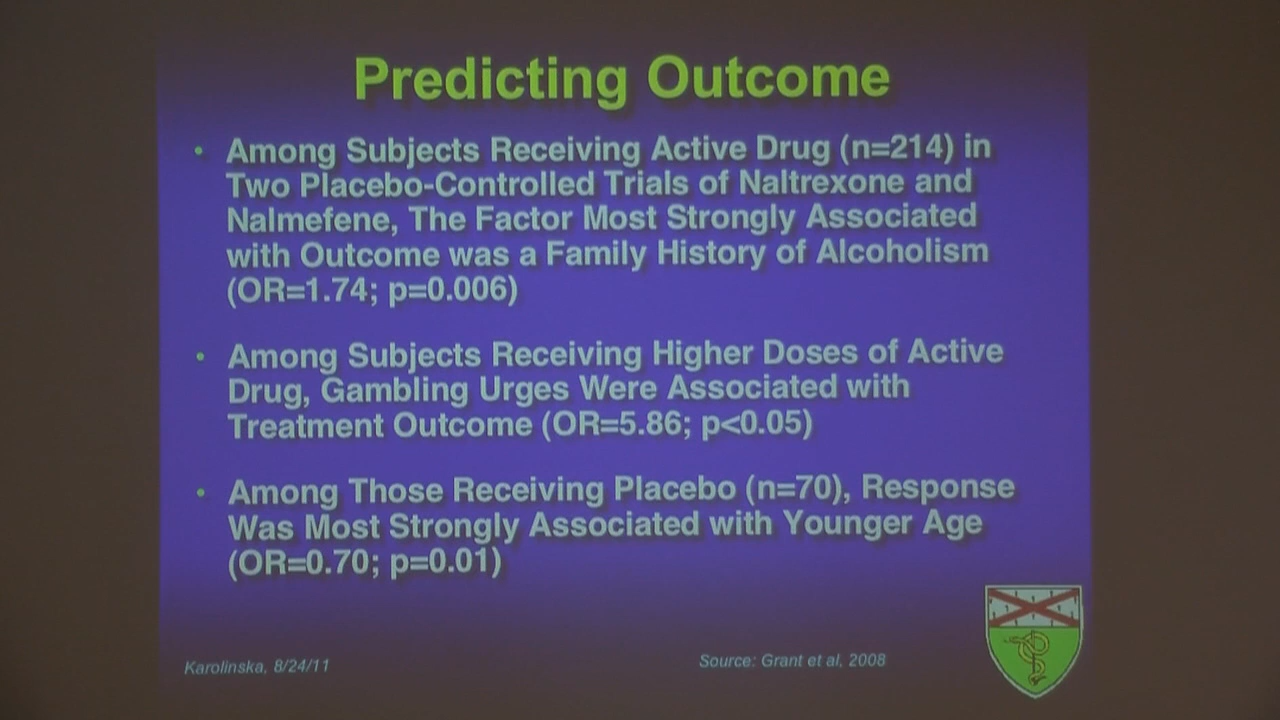 Predicting Outcome
• Among Subjects Receiving Active Drug (n=214) in
Two Placebo-Controlled Trials of Naltrexone and
Nalmefene, The Factor Most Strongly Associated
with Outcome was a Family History of Alcoholism
(OR=1.74; p=0.006)
• Among Subjects Receiving Higher Doses of Active
Drug, Gambling Urges Were Associated with
Treatment Outcome (OR=5.86; p<0.05)
• Among Those Receiving Placebo (n=70), Response
Was Most Strongly Associated with Younger Age
(OR=0.70; p=0.01)
Karolinska, 8/24/11
Source: Grant et al, 2008